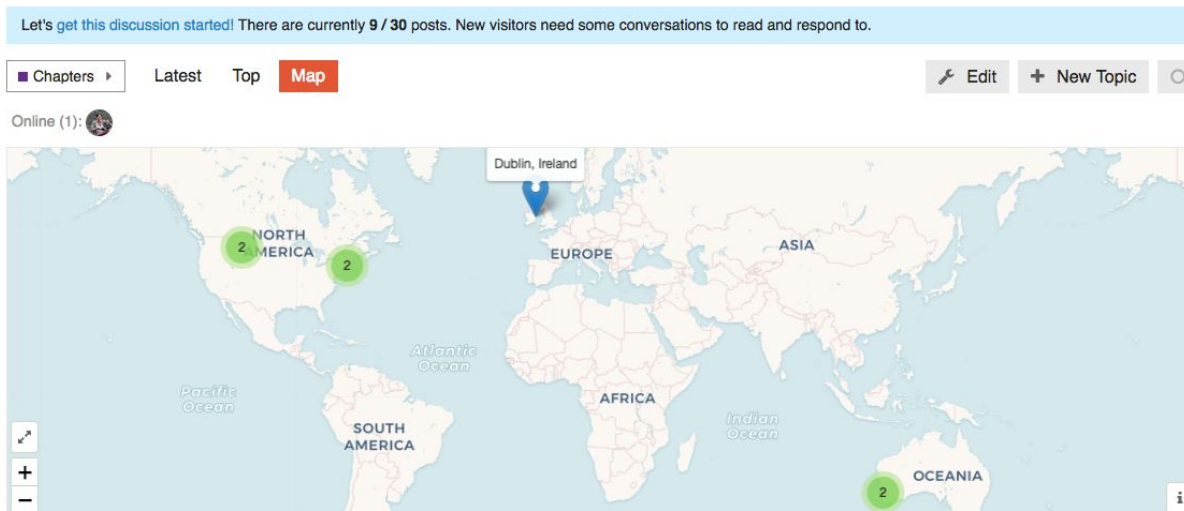 Let's get this discussion started! There are currently 9 / 30 posts. New visitors need some conversations to read and respond to.
Chapters Latest Top Map Edit + New Topic
Online (1):
Dublin, Ireland
NORTH
AMERICA
2
2
EUROPE
ASIA
Atlantic
Ocean
Pacific
Ocean
AFRICA
Indian
Ocean
SOUTH
AMERICA
OCEANIA
2
+
−
i